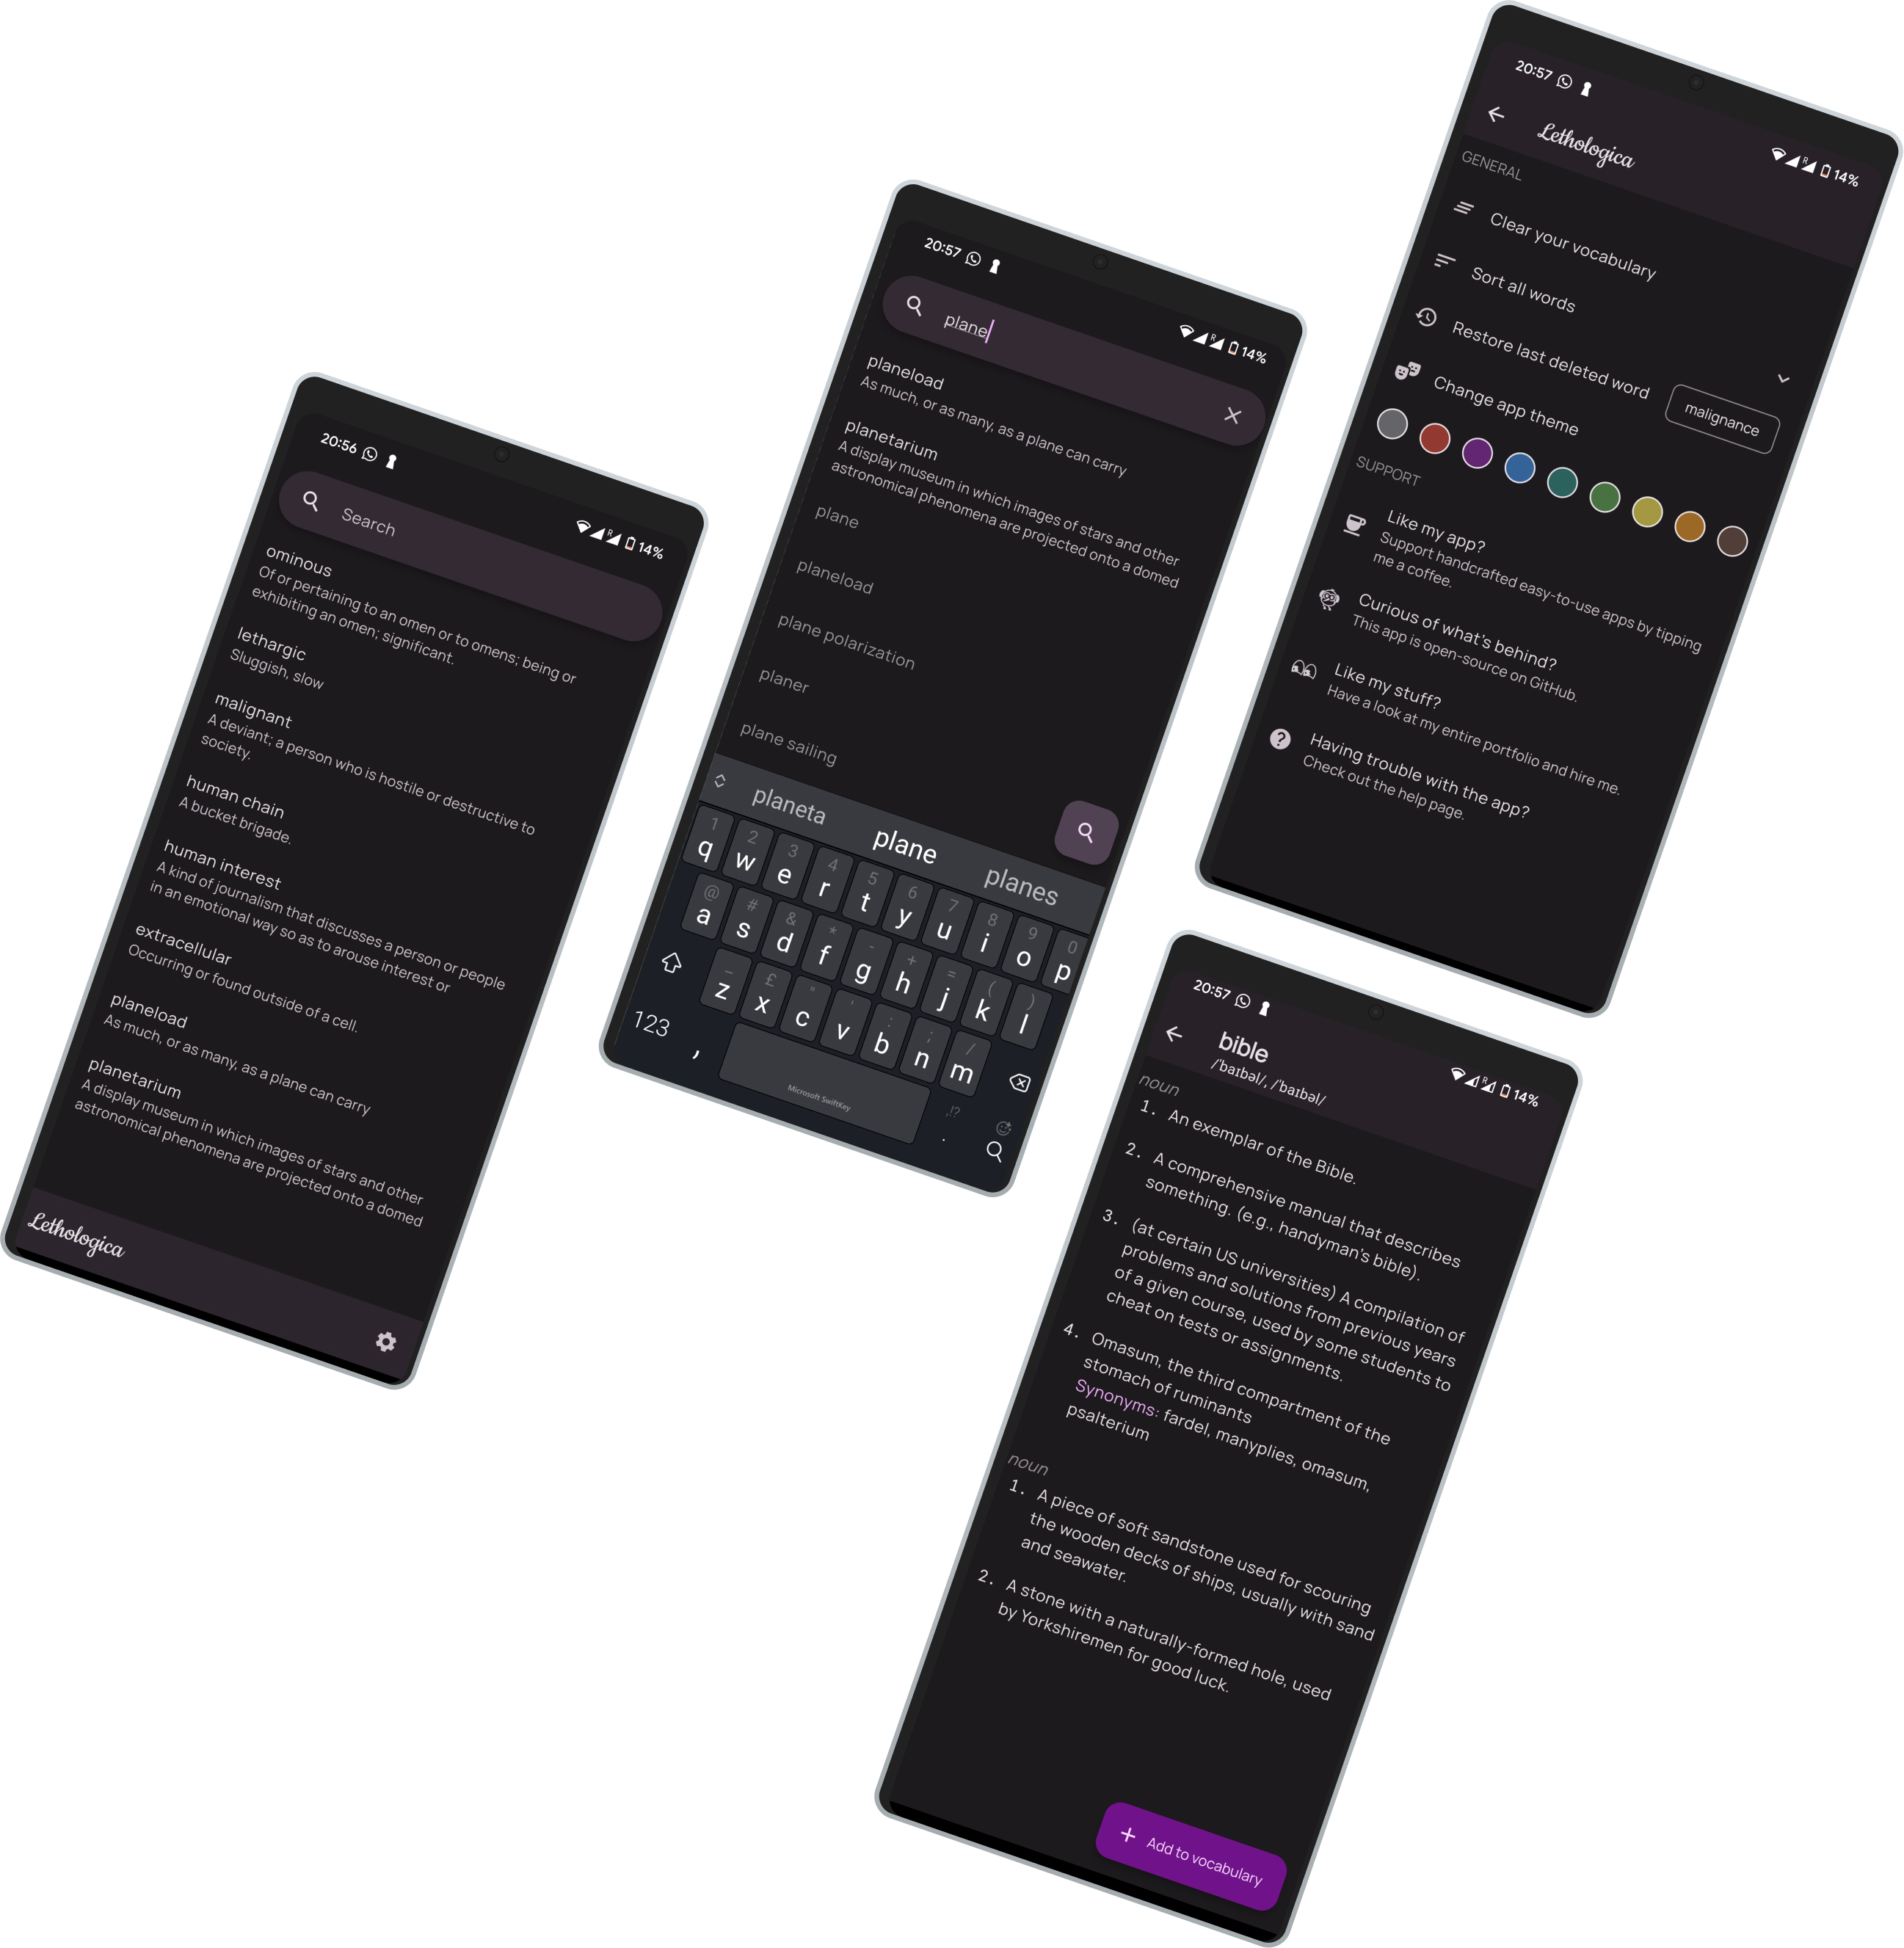 20:56
14%
Search
ominous
Of or pertaining to an omen or to omens; being or
exhibiting an omen; significant.
lethargic
Sluggish, slow
malignant
A deviant; a person who is hostile or destructive to
society.
human chain
A bucket brigade.
human interest
A kind of journalism that discusses a person or people
in an emotional way so as to arouse interest or
extracellular
Occurring or found outside of a cell.
planeload
As much, or as many, as a plane can carry
planetarium
A display museum in which images of stars and other
astronomical phenomena are projected onto a domed
Lethologica
20:57
R 14%
plane
planeload
As much, or as many, as a plane can carry
planetarium
A display museum in which images of stars and other
astronomical phenomena are projected onto a domed
plane
planeload
plane polarization
planer
plane sailing
planeta plane planes
1 2 3 4 5 6 7 8 9 0
q w e r t y u i o p
@ # & * - + = ( )
a s d f g h j k l
_ £ " ' : ; /
z x c v b n m
123 , Microsoft SwiftKey ,!? .
20:57
R 14%
Lethologica
GENERAL
Clear your vocabulary
Sort all words
Restore last deleted word
malignance
Change app theme
SUPPORT
Like my app?
Support handcrafted easy-to-use apps by tipping
me a coffee.
Curious of what's behind?
This app is open-source on GitHub.
Like my stuff?
Have a look at my entire portfolio and hire me.
Having trouble with the app?
Check out the help page.
20:57
R 14%
bible
/ˈbaɪbəl/, /ˈbaɪbəl/
noun
1. An exemplar of the Bible.
2. A comprehensive manual that describes
something. (e.g., handyman's bible).
3. (at certain US universities) A compilation of
problems and solutions from previous years
of a given course, used by some students to
cheat on tests or assignments.
4. Omasum, the third compartment of the
stomach of ruminants
Synonyms: fardel, manyplies, omasum,
psalterium
noun
1. A piece of soft sandstone used for scouring
the wooden decks of ships, usually with sand
and seawater.
2. A stone with a naturally-formed hole, used
by Yorkshiremen for good luck.
+ Add to vocabulary